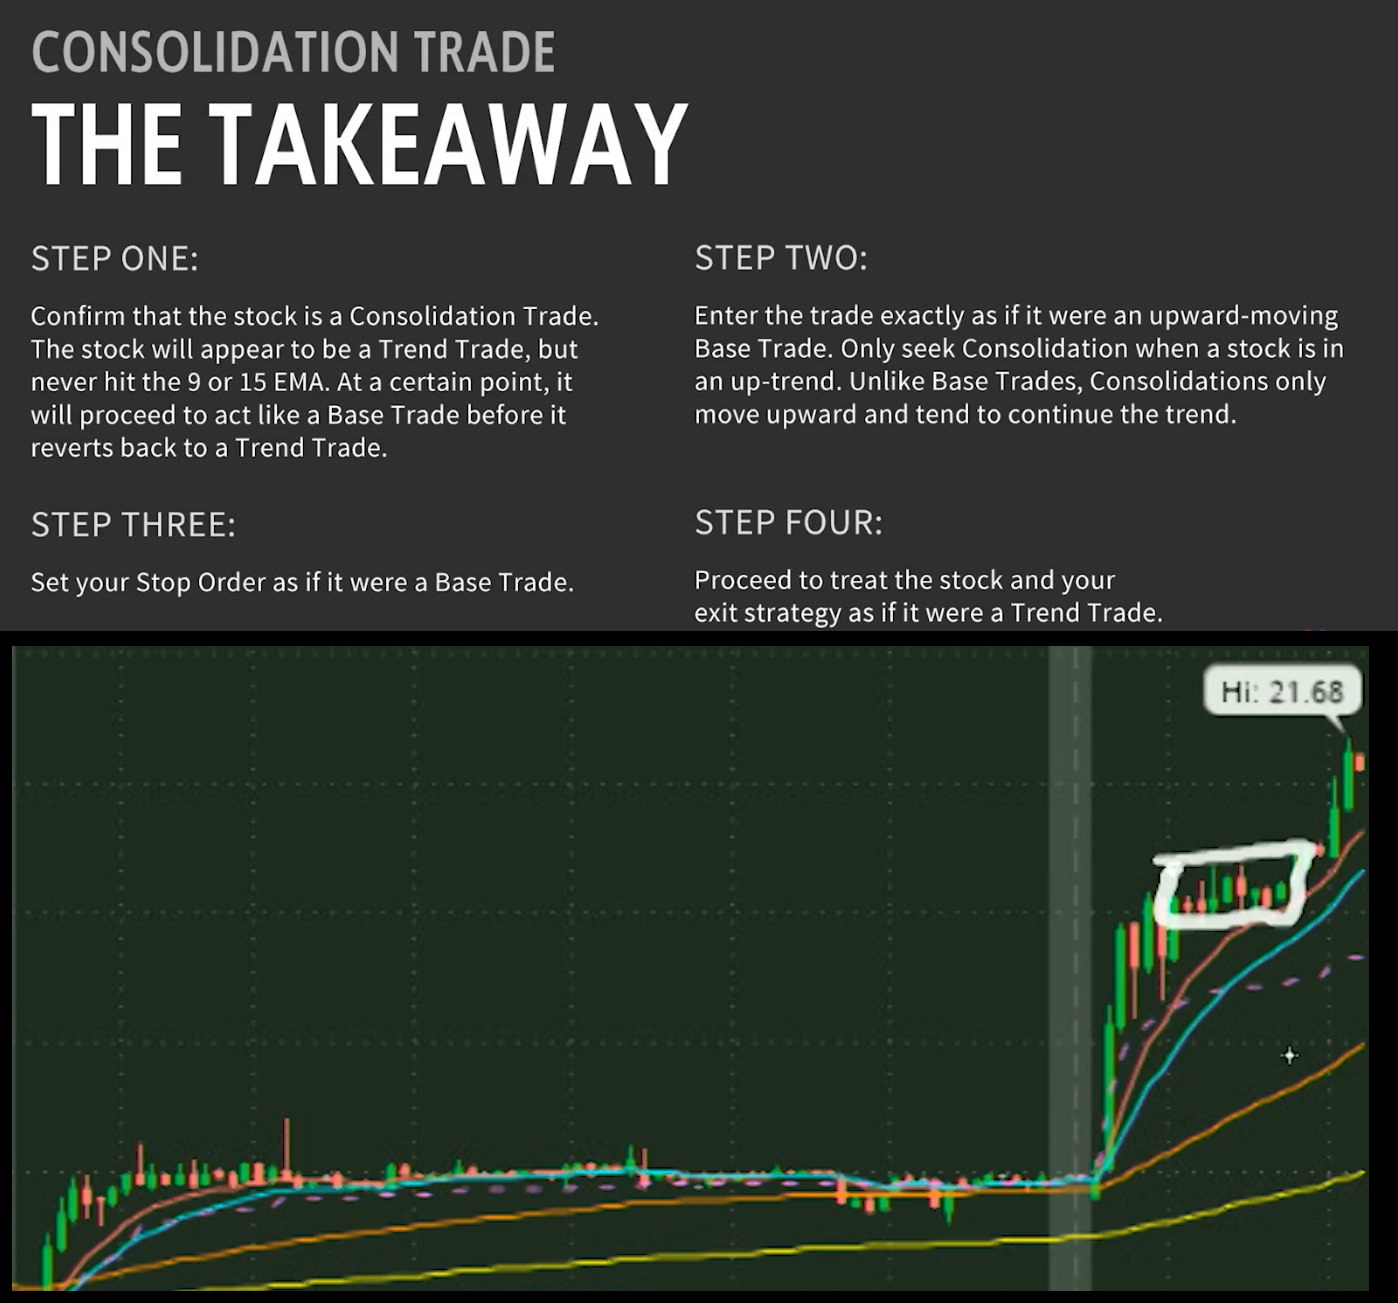 CONSOLIDATION TRADE
THE TAKEAWAY
STEP ONE:
Confirm that the stock is a Consolidation Trade.
The stock will appear to be a Trend Trade, but
never hit the 9 or 15 EMA. At a certain point, it
will proceed to act like a Base Trade before it
reverts back to a Trend Trade.
STEP TWO:
Enter the trade exactly as if it were an upward-moving
Base Trade. Only seek Consolidation when a stock is in
an up-trend. Unlike Base Trades, Consolidations only
move upward and tend to continue the trend.
STEP THREE:
Set your Stop Order as if it were a Base Trade.
STEP FOUR:
Proceed to treat the stock and your
exit strategy as if it were a Trend Trade.
Hi: 21.68